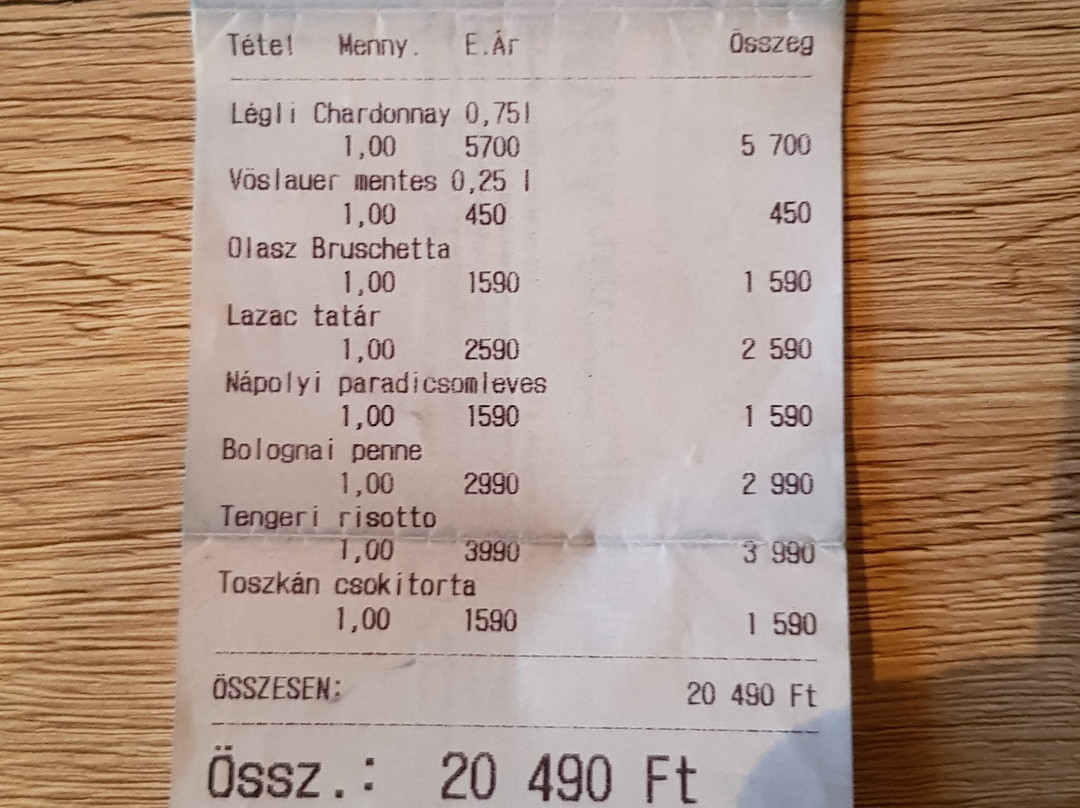 Tétel Menny. E.Ár Összeg
Légli Chardonnay 0,75l
1,00 5700 5 700
Vöslauer mentes 0,25 l
1,00 450 450
Olasz Bruschetta
1,00 1590 1 590
Lazac tatár
1,00 2590 2 590
Nápolyi paradicsomleves
1,00 1590 1 590
Bolognai penne
1,00 2990 2 990
Tengeri risotto
1,00 3990 3 990
Toszkán csokitorta
1,00 1590 1 590
ÖSSZESEN: 20 490 Ft
Össz.: 20 490 Ft